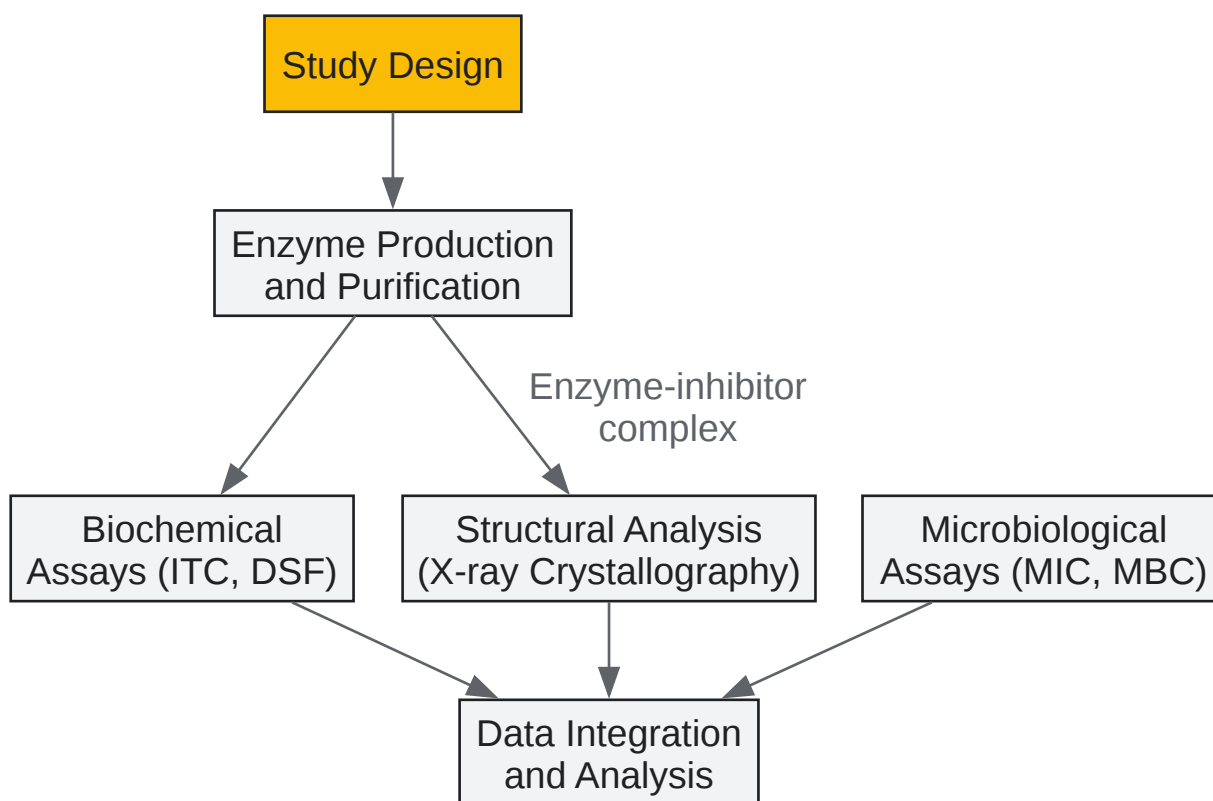 Study Design
Enzyme Production
and Purification
Enzyme-inhibitor
complex
Biochemical
Assays (ITC, DSF)
Structural Analysis
(X-ray Crystallography)
Microbiological
Assays (MIC, MBC)
Data Integration
and Analysis